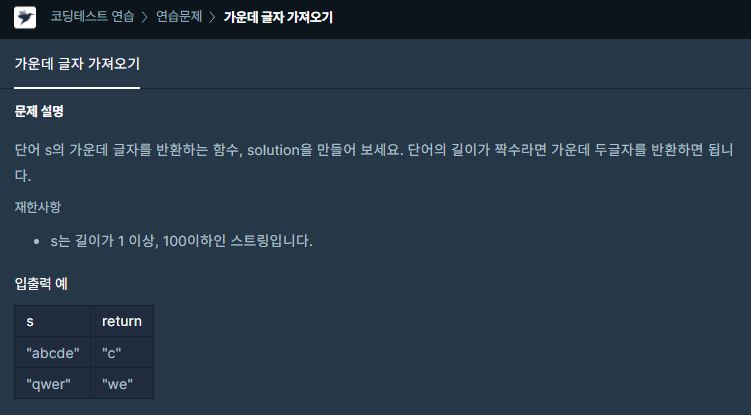 코딩테스트 연습 > 연습문제 > 가운데 글자 가져오기
가운데 글자 가져오기
문제 설명
단어 s의 가운데 글자를 반환하는 함수, solution을 만들어 보세요. 단어의 길이가 짝수라면 가운데 두글자를 반환하면 됩니
다.
재한사항
• s는 길이가 1 이상, 100이하인 스트링입니다.
입출력 예
s return
"abcde" "c"
"qwer" "we"